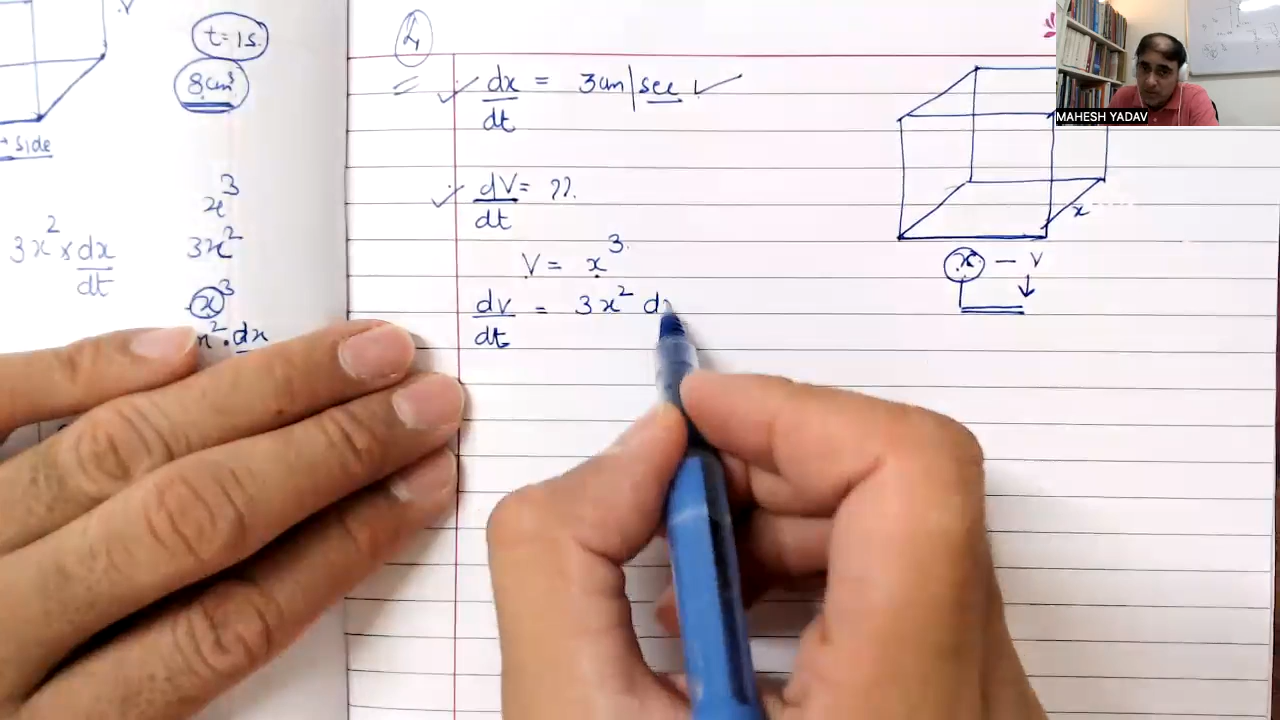 V
t=1s.
8cm³
side
x³
3x² × dx/dt
3x²
x³
x². dx
2
dx/dt = 3cm|sec
dV/dt = ??.
V = x³
dv/dt = 3x² d
x
x — v
MAHESH YADAV